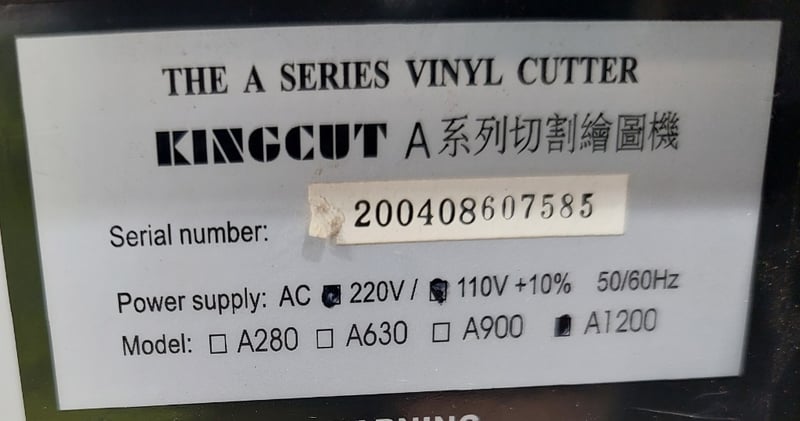 THE A SERIES VINYL CUTTER
KINGCUT A系列切割繪圖機
Serial number: 200408607585
Power supply: AC ■ 220V / ■ 110V +10% 50/60Hz
Model: □ A280 □ A630 □ A900 ■ A1200